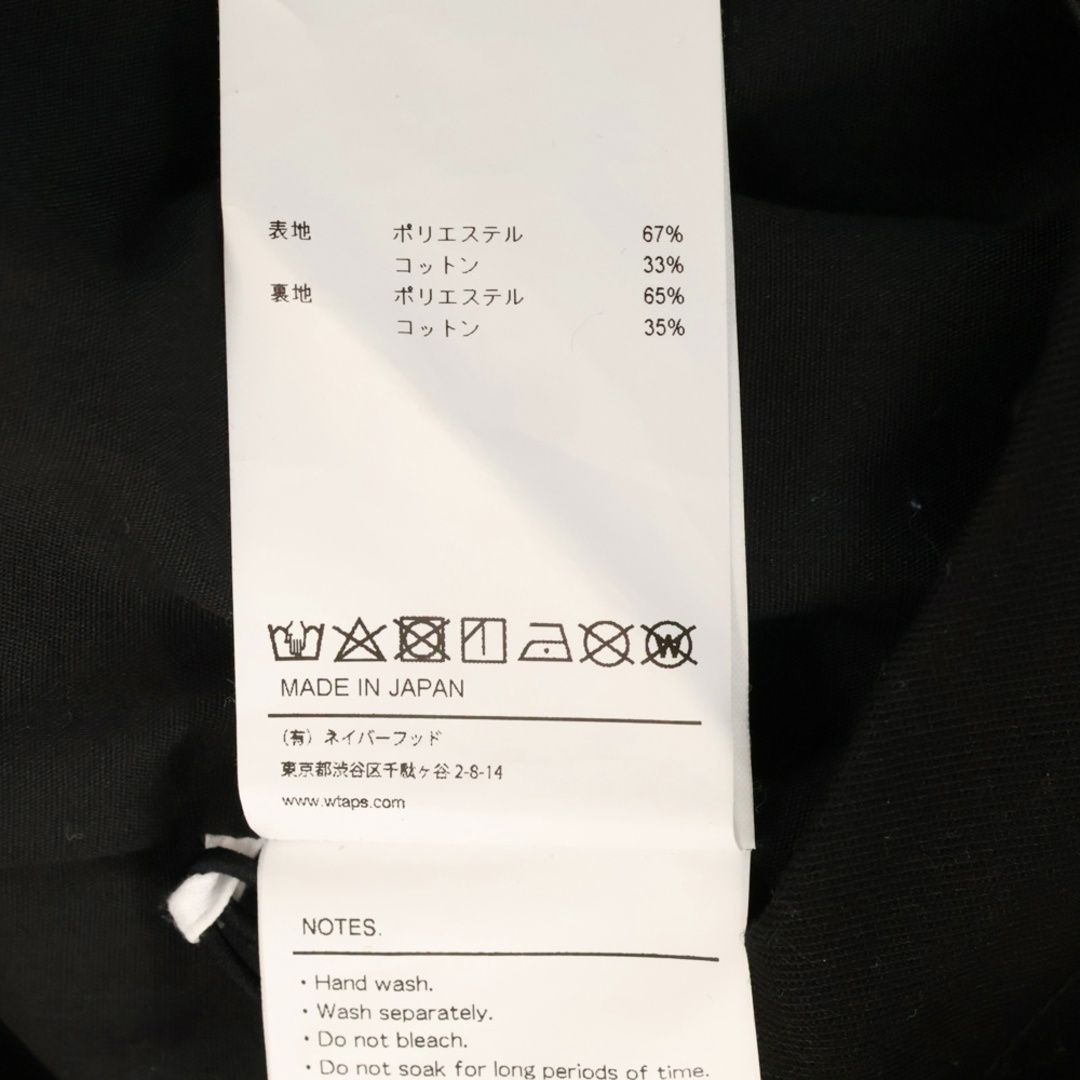 表地 ポリエステル 67%
コットン 33%
裏地 ポリエステル 65%
コットン 35%
W
MADE IN JAPAN
(有) ネイバーフッド
東京都渋谷区千駄ヶ谷 2-8-14
www.wtaps.com
NOTES.
・Hand wash.
・Wash separately.
・Do not bleach.
・Do not soak for long periods of time.